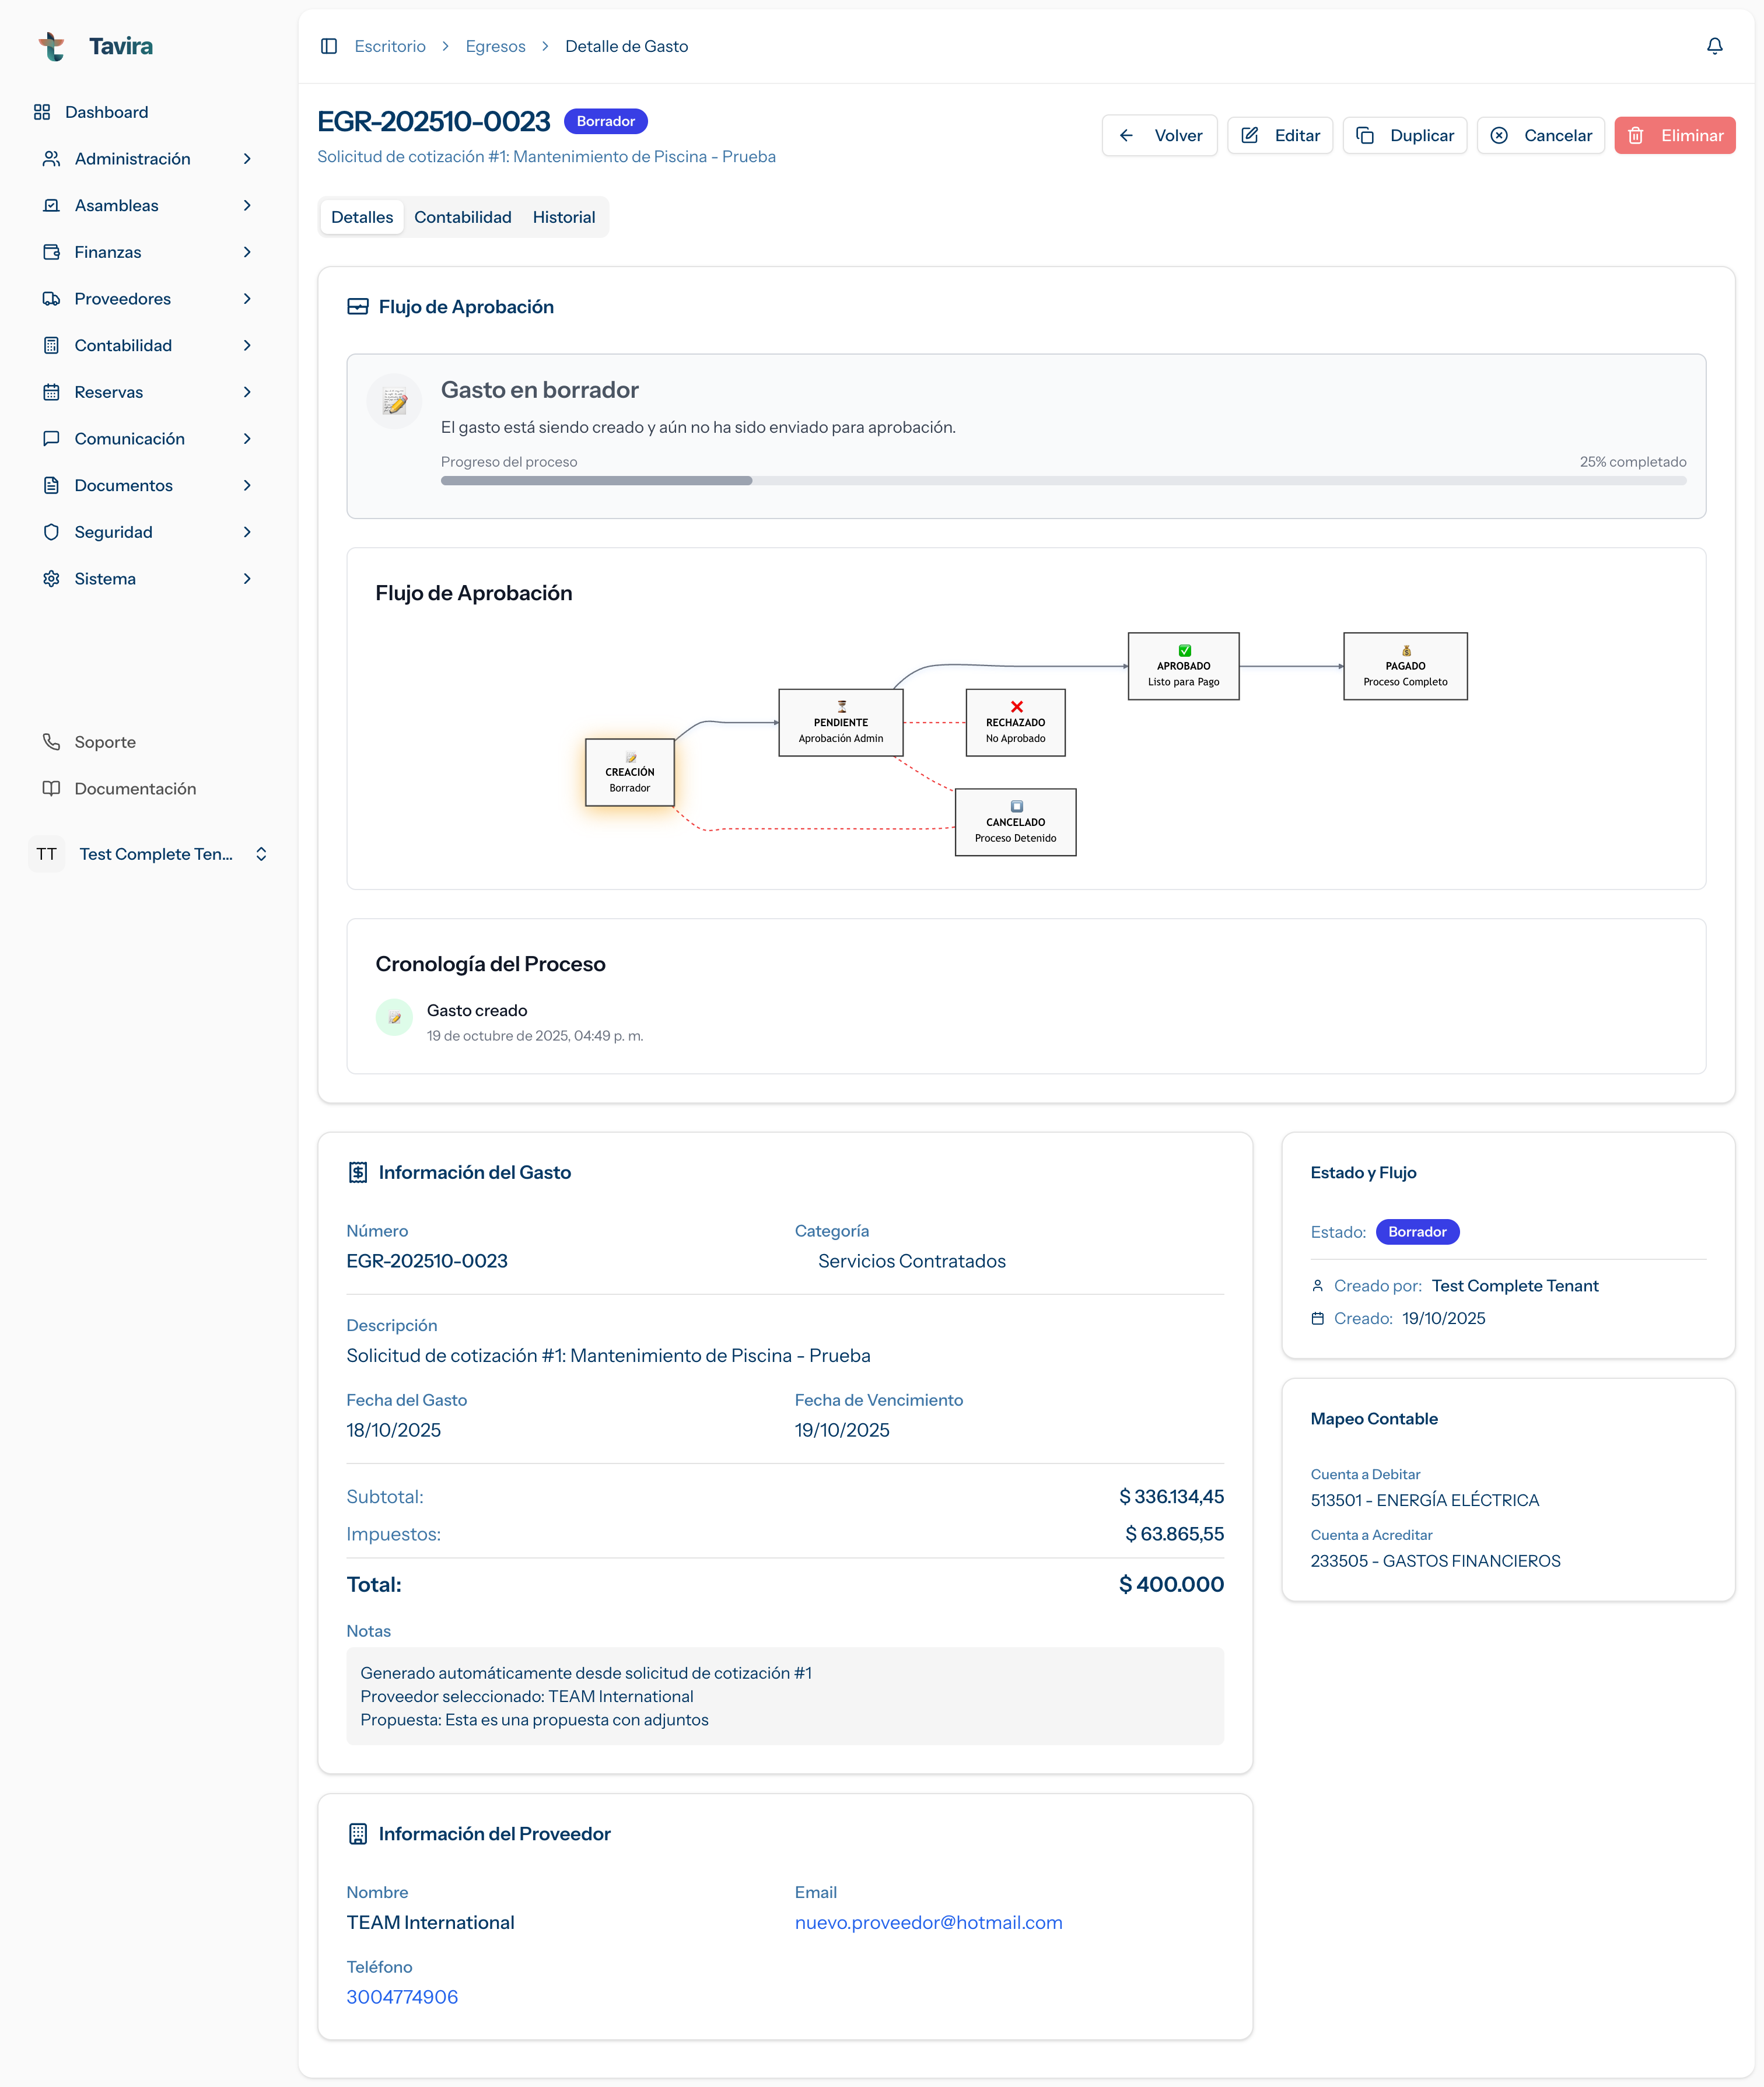 Tavira
Dashboard
Administración
Asambleas
Finanzas
Proveedores
Contabilidad
Reservas
Comunicación
Documentos
Seguridad
Sistema
Soporte
Documentación
TT Test Complete Ten...
Escritorio > Egresos > Detalle de Gasto
EGR-202510-0023 Borrador
Solicitud de cotización #1: Mantenimiento de Piscina - Prueba
Volver Editar Duplicar Cancelar Eliminar
Detalles Contabilidad Historial
Flujo de Aprobación
Gasto en borrador
El gasto está siendo creado y aún no ha sido enviado para aprobación.
Progreso del proceso 25% completado
Flujo de Aprobación
CREACIÓN
Borrador
PENDIENTE
Aprobación Admin
APROBADO
Listo para Pago
PAGADO
Proceso Completo
RECHAZADO
No Aprobado
CANCELADO
Proceso Detenido
Cronología del Proceso
Gasto creado
19 de octubre de 2025, 04:49 p. m.
Información del Gasto
Número Categoría
EGR-202510-0023 Servicios Contratados
Descripción
Solicitud de cotización #1: Mantenimiento de Piscina - Prueba
Fecha del Gasto Fecha de Vencimiento
18/10/2025 19/10/2025
Subtotal: $ 336.134,45
Impuestos: $ 63.865,55
Total: $ 400.000
Notas
Generado automáticamente desde solicitud de cotización #1
Proveedor seleccionado: TEAM International
Propuesta: Esta es una propuesta con adjuntos
Información del Proveedor
Nombre Email
TEAM International nuevo.proveedor@hotmail.com
Teléfono
3004774906
Estado y Flujo
Estado: Borrador
Creado por: Test Complete Tenant
Creado: 19/10/2025
Mapeo Contable
Cuenta a Debitar
513501 - ENERGÍA ELÉCTRICA
Cuenta a Acreditar
233505 - GASTOS FINANCIEROS